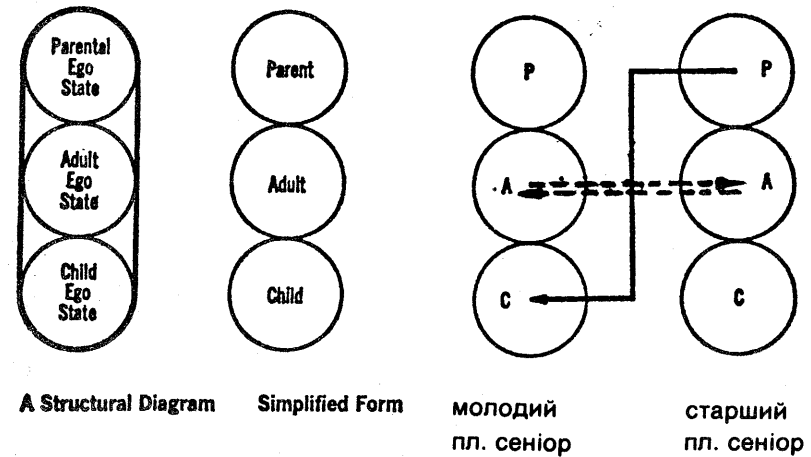 Parental
Ego
State
Adult
Ego
State
Child
Ego
State
Parent
Adult
Child
P
A
C
P
A
C
A Structural Diagram
Simplified Form
молодий
пл. сеніор
старший
пл. сеніор